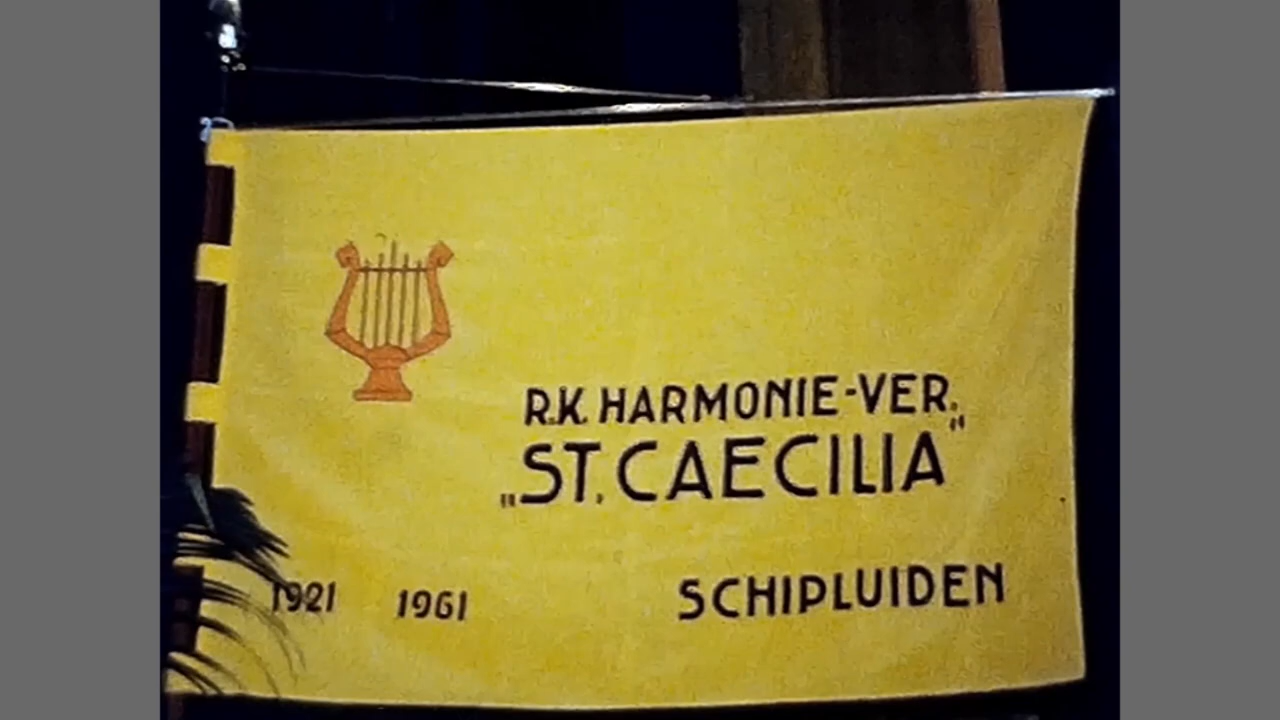 R.K. HARMONIE-VER.
„ST. CAECILIA"
1921 1961 SCHIPLUIDEN